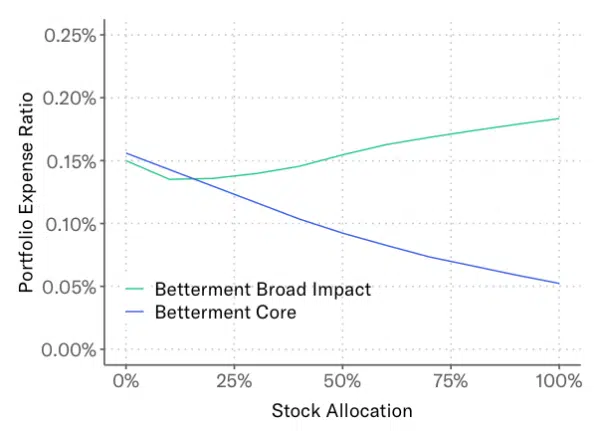 0.25%
0.20%
0.15%
0.10%
0.05%
0.00%
Portfolio Expense Ratio
Betterment Broad Impact
Betterment Core
0% 25% 50% 75% 100%
Stock Allocation